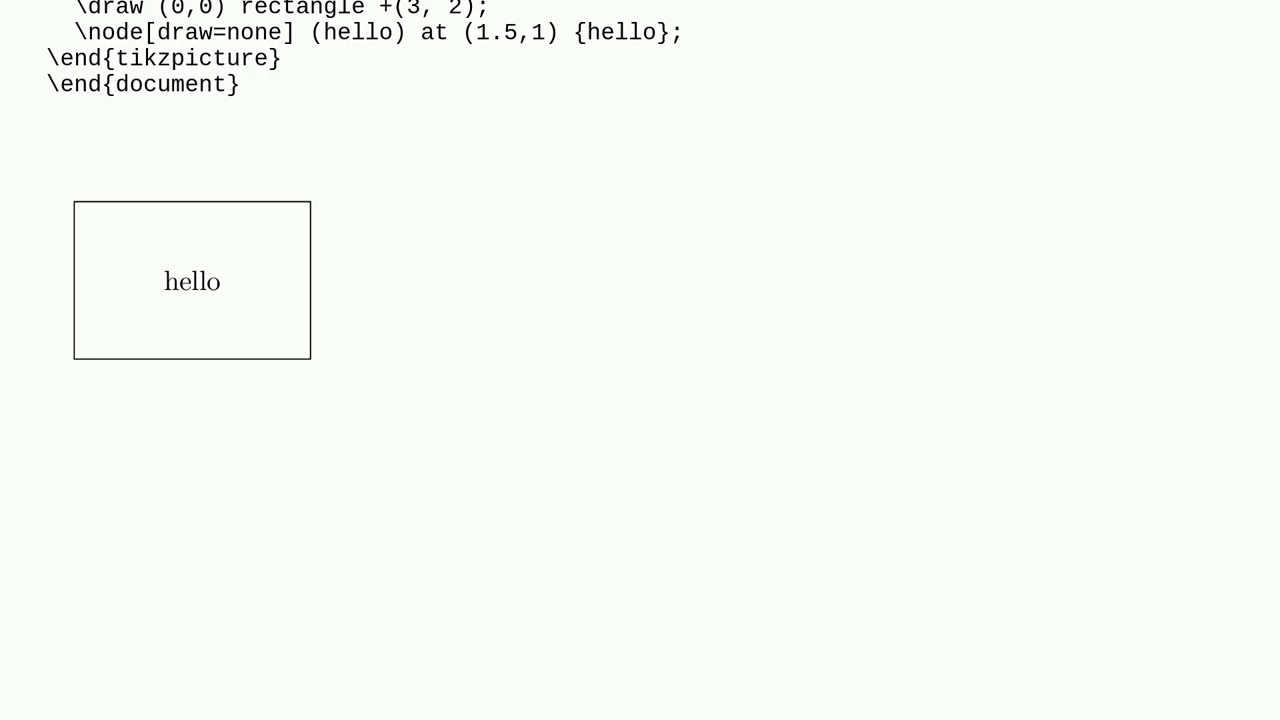 \draw (0,0) rectangle +(3, 2);
\node[draw=none] (hello) at (1.5,1) {hello};
\end{tikzpicture}
\end{document}
hello